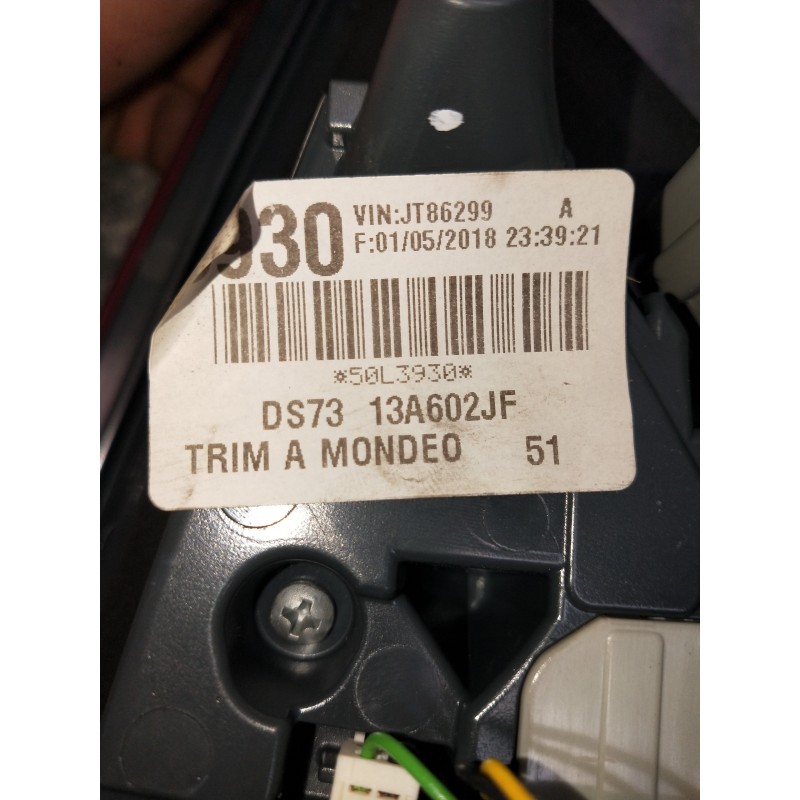 930 VIN:JT86299 A
F:01/05/2018 23:39:21
*50L3930*
DS73 13A602JF
TRIM A MONDEO 51